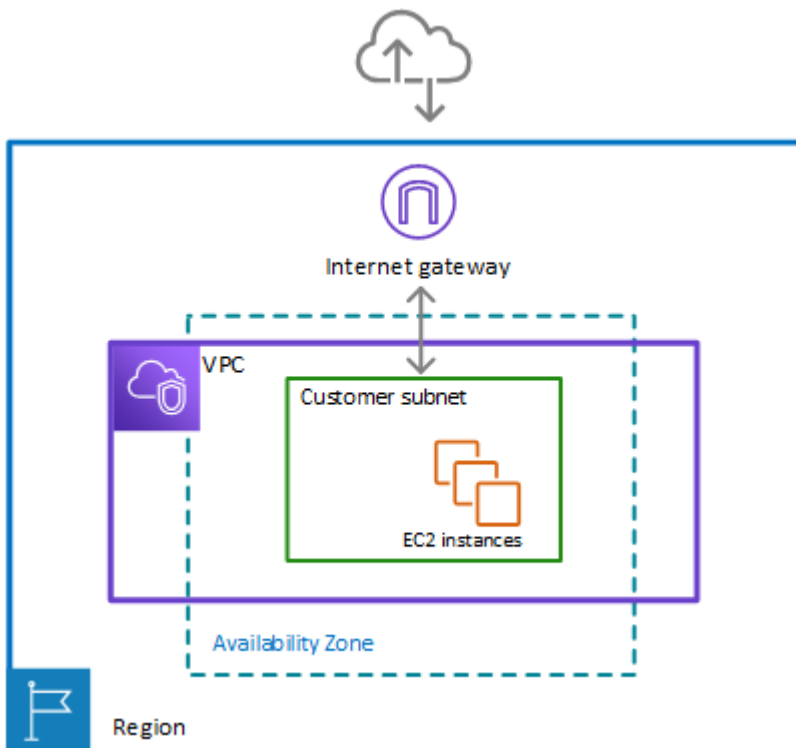 Internet gateway
VPC
Customer subnet
EC2 instances
Availability Zone
Region